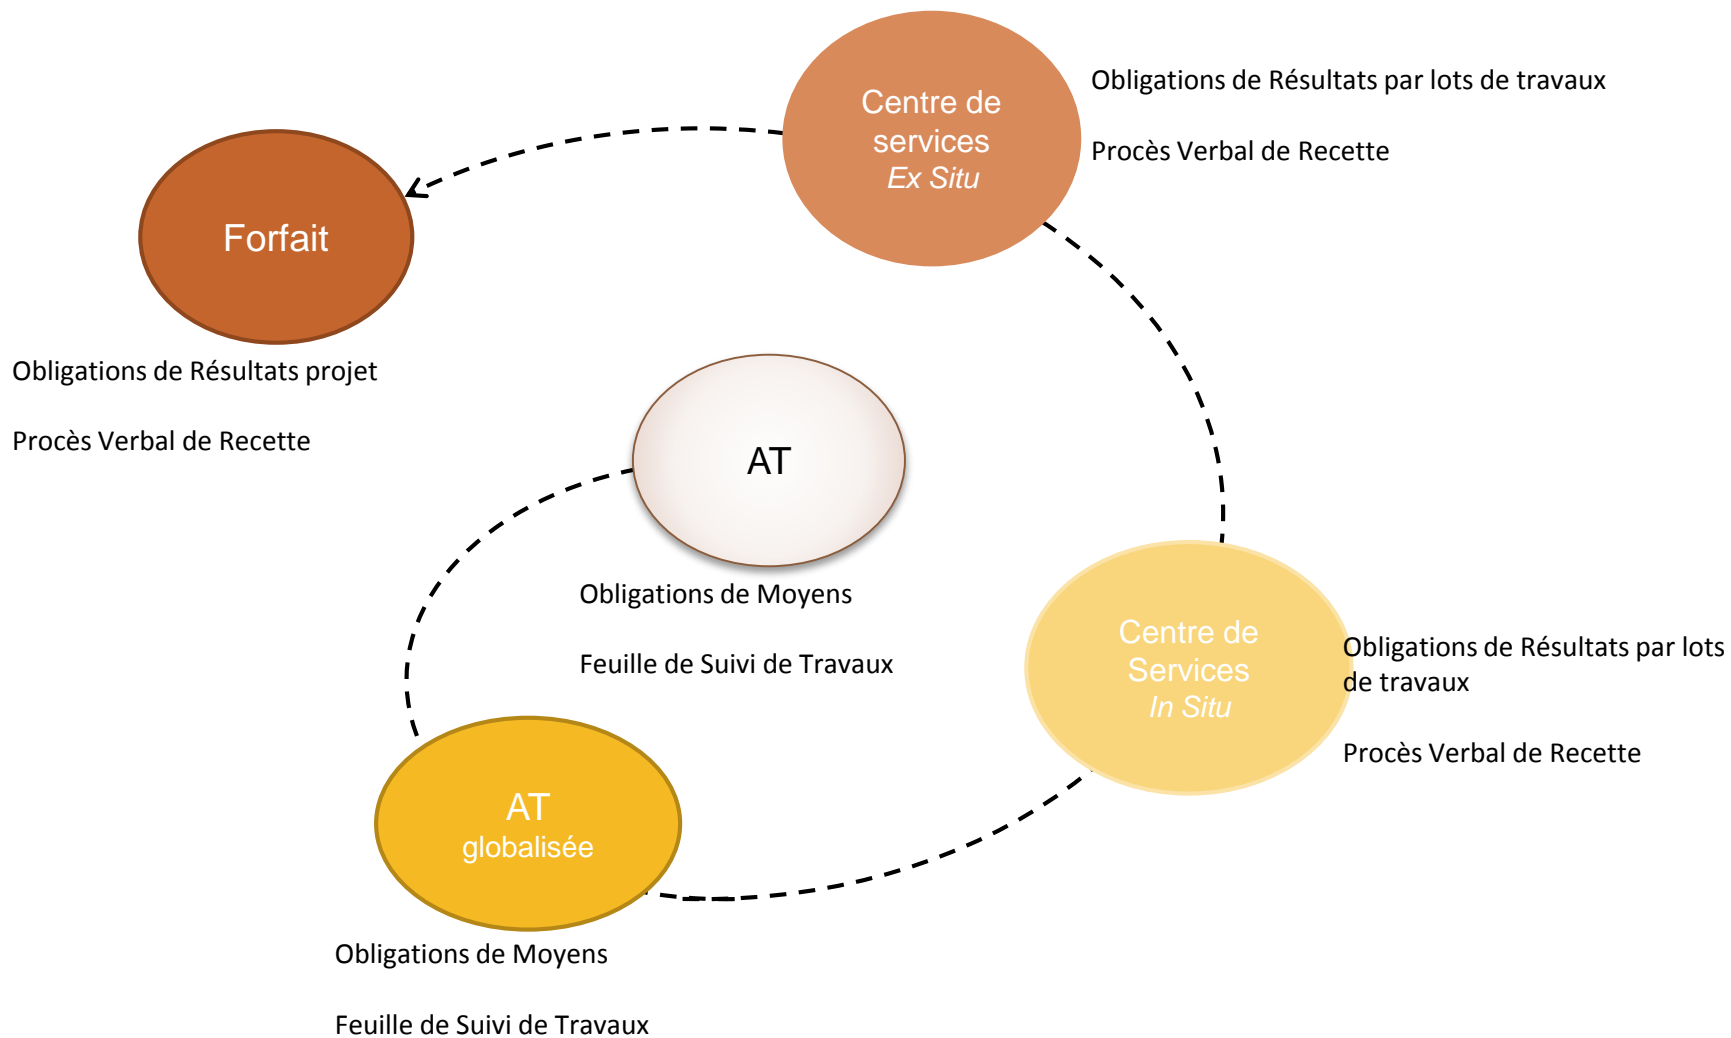 Centre de
services
Ex Situ
Obligations de Résultats par lots de travaux
Procès Verbal de Recette
Forfait
Obligations de Résultats projet
Procès Verbal de Recette
AT
Obligations de Moyens
Feuille de Suivi de Travaux
Centre de
Services
In Situ
Obligations de Résultats par lots
de travaux
Procès Verbal de Recette
AT
globalisée
Obligations de Moyens
Feuille de Suivi de Travaux